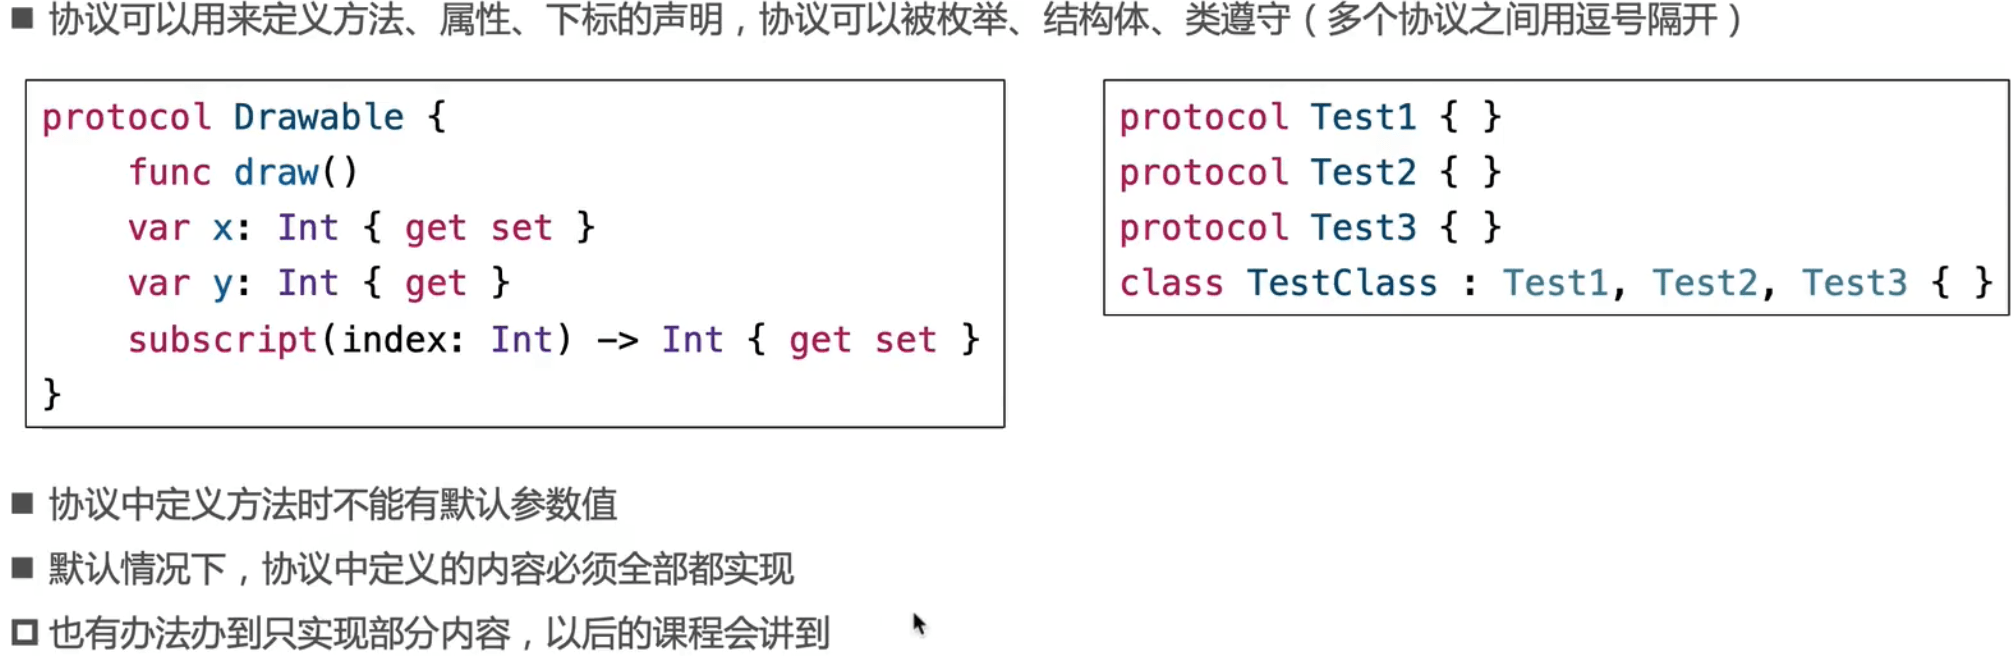 协议可以用来定义方法、属性、下标的声明，协议可以被枚举、结构体、类遵守（多个协议之间用逗号隔开）
protocol Drawable {
    func draw()
    var x: Int { get set }
    var y: Int { get }
    subscript(index: Int) -> Int { get set }
}
protocol Test1 { }
protocol Test2 { }
protocol Test3 { }
class TestClass : Test1, Test2, Test3 { }
协议中定义方法时不能有默认参数值
默认情况下，协议中定义的内容必须全部都实现
也有办法办到只实现部分内容，以后的课程会讲到